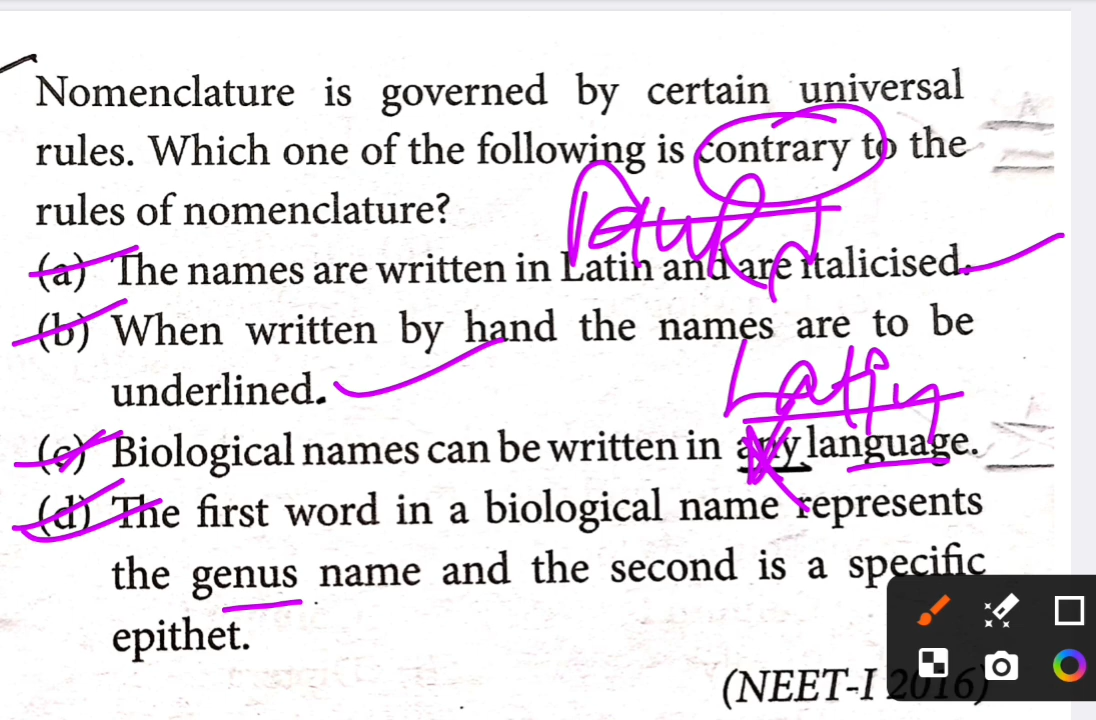 Nomenclature is governed by certain universal
rules. Which one of the following is contrary to the
rules of nomenclature?
(a) The names are written in Latin and are italicised.
(b) When written by hand the names are to be
underlined.
Latin
(c) Biological names can be written in any language.
(d) The first word in a biological name represents
the genus name and the second is a specific
epithet.
(NEET-I 2016)